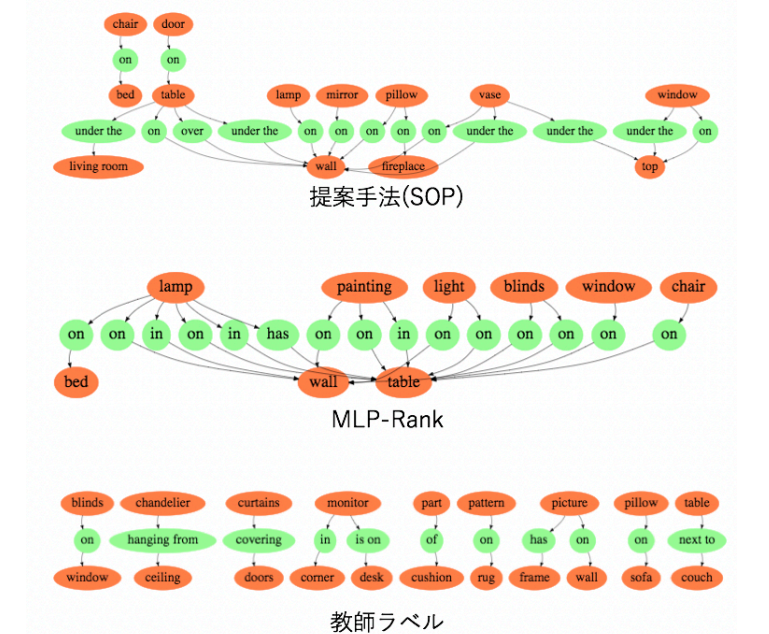 chair door
on on
bed table lamp mirror pillow vase window
under the on over under the on on on on on under the under the under the on
living room wall fireplace top
提案手法(SOP)
lamp painting light blinds window chair
on on in on in has on on in on on on on on on
bed wall table
MLP-Rank
blinds chandelier curtains monitor part pattern picture pillow table
on hanging from covering in is on of on has on on next to
window ceiling doors corner desk cushion rug frame wall sofa couch
教師ラベル